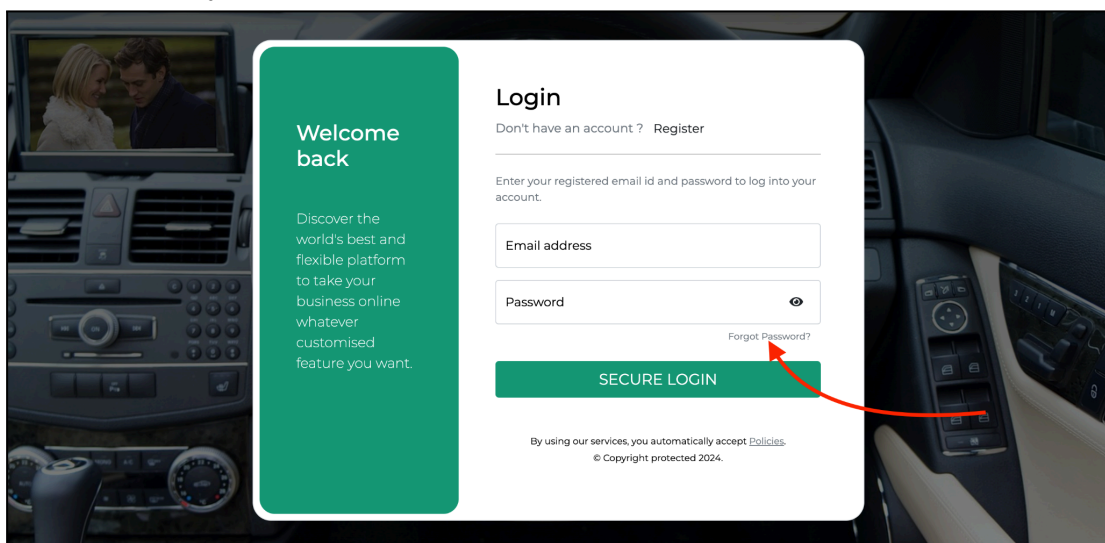 Welcome
back
Discover the
world's best and
flexible platform
to take your
business online
whatever
customised
feature you want.
Login
Don't have an account ? Register
Enter your registered email id and password to log into your
account.
Email address
Password
Forgot Password?
SECURE LOGIN
By using our services, you automatically accept Policies.
© Copyright protected 2024.